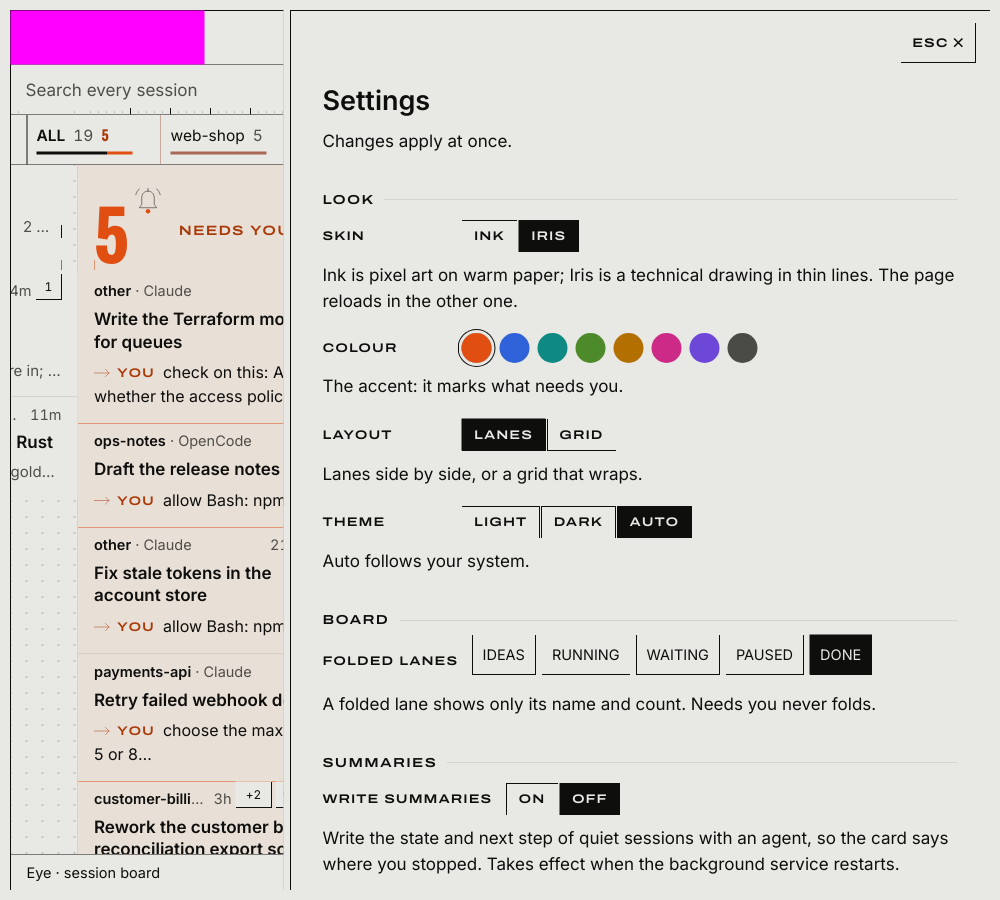 Search every session
ALL 19 5
web-shop 5
2 ...
4m 1
re in; ...
. 11m
Rust
gold...
5
NEEDS YOU
other · Claude
Write the Terraform mo
for queues
→ YOU check on this: A
whether the access polic
ops-notes · OpenCode
Draft the release notes
→ YOU allow Bash: npm
other · Claude 21
Fix stale tokens in the
account store
→ YOU allow Bash: npm
payments-api · Claude
Retry failed webhook d
→ YOU choose the max
5 or 8...
customer-billi... 3h +2
Rework the customer b
reconciliation export sc
Eye · session board
ESC ×
Settings
Changes apply at once.
LOOK
SKIN INK IRIS
Ink is pixel art on warm paper; Iris is a technical drawing in thin lines. The page
reloads in the other one.
COLOUR
The accent: it marks what needs you.
LAYOUT LANES GRID
Lanes side by side, or a grid that wraps.
THEME LIGHT DARK AUTO
Auto follows your system.
BOARD
FOLDED LANES IDEAS RUNNING WAITING PAUSED DONE
A folded lane shows only its name and count. Needs you never folds.
SUMMARIES
WRITE SUMMARIES ON OFF
Write the state and next step of quiet sessions with an agent, so the card says
where you stopped. Takes effect when the background service restarts.